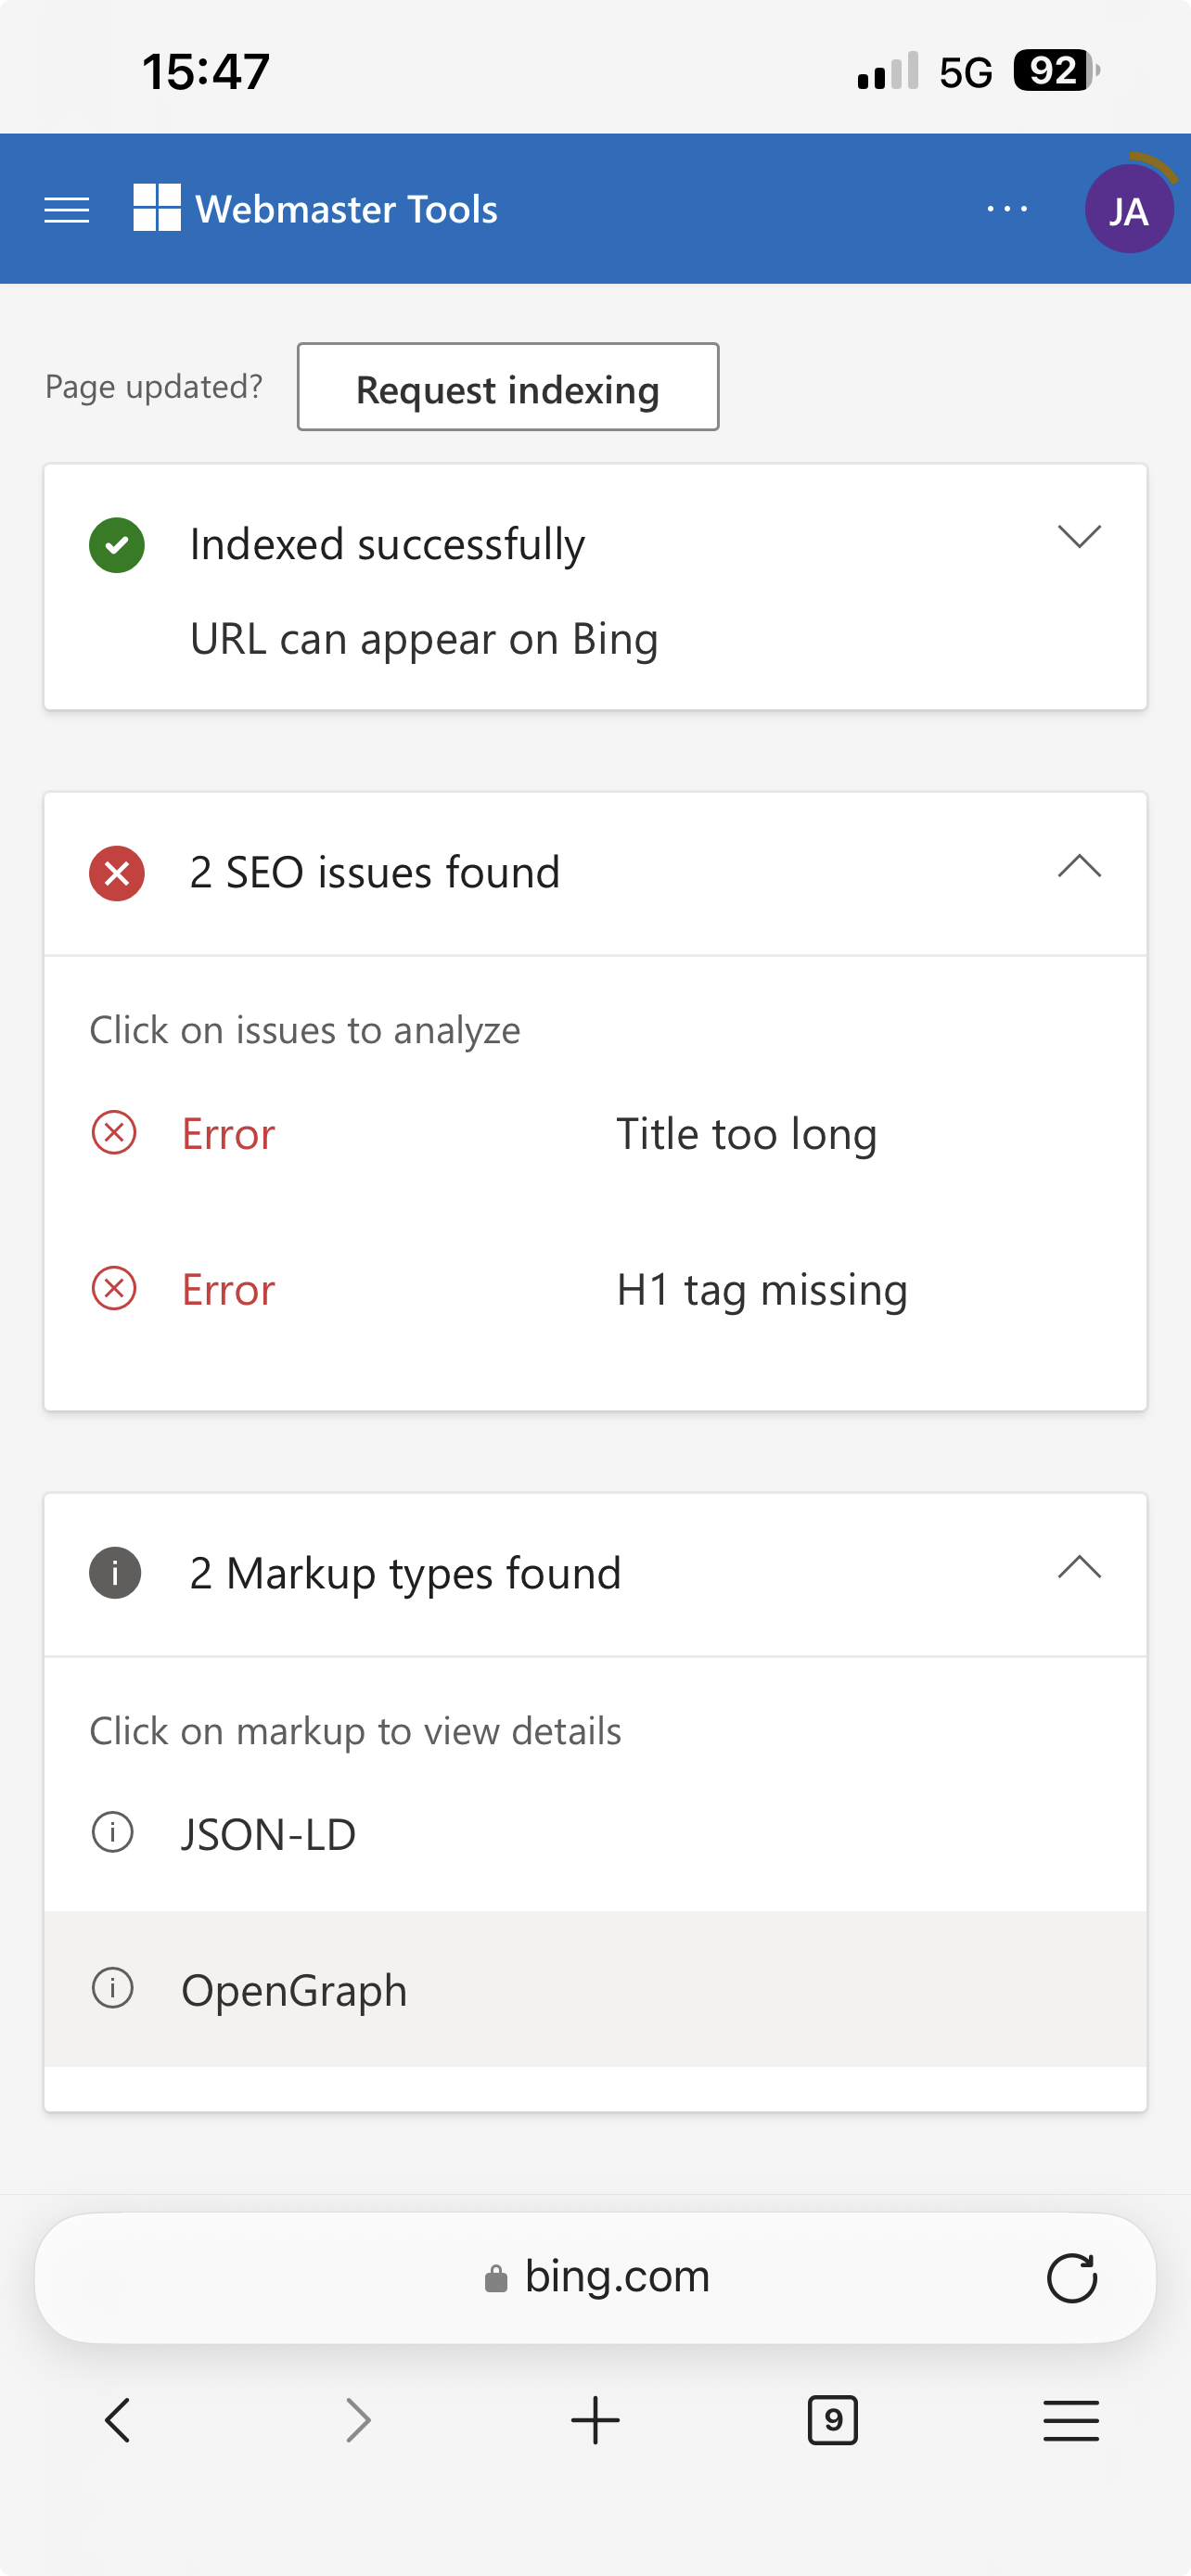 15:47
5G 92
Webmaster Tools
... JA
Page updated? Request indexing
Indexed successfully
URL can appear on Bing
2 SEO issues found
Click on issues to analyze
Error Title too long
Error H1 tag missing
2 Markup types found
Click on markup to view details
JSON-LD
OpenGraph
bing.com
9